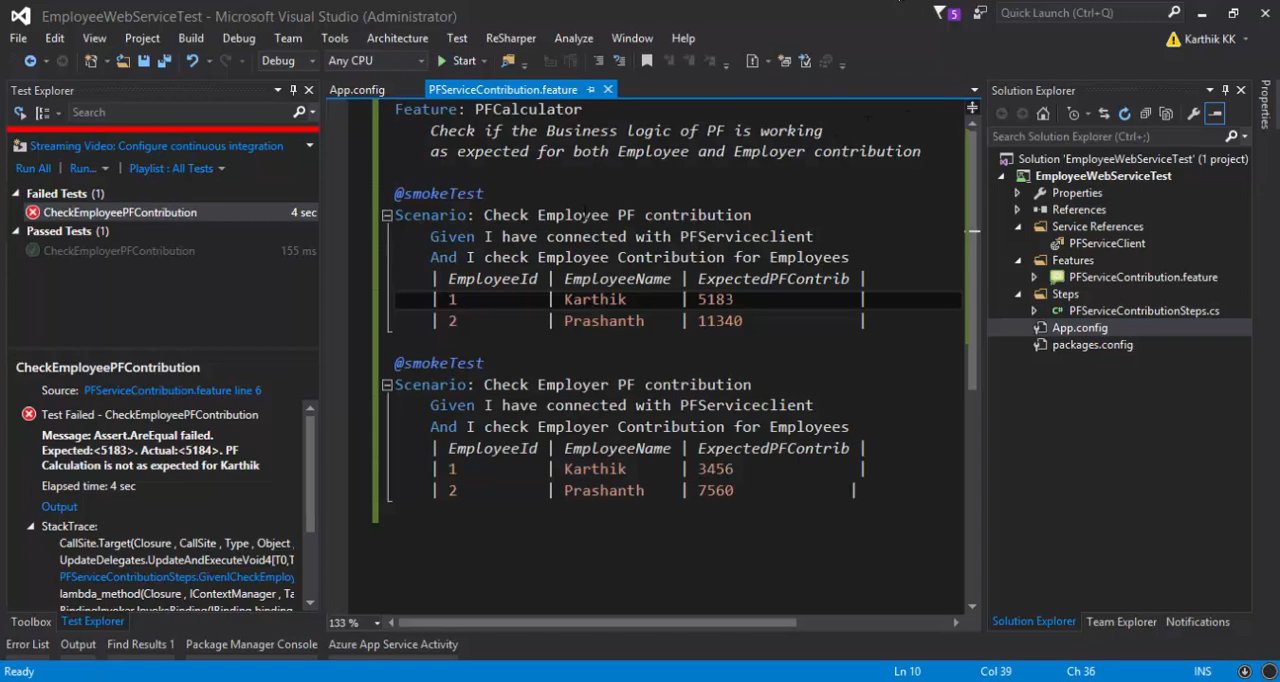 EmployeeWebServiceTest - Microsoft Visual Studio (Administrator)
5
Quick Launch (Ctrl+Q)
File Edit View Project Build Debug Team Tools Architecture Test ReSharper Analyze Window Help
Karthik KK
Debug Any CPU Start
Test Explorer
Search
Streaming Video: Configure continuous integration
Run All | Run... | Playlist : All Tests
Failed Tests (1)
CheckEmployeePFContribution 4 sec
Passed Tests (1)
CheckEmployerPFContribution 155 ms
CheckEmployeePFContribution
Source: PFServiceContribution.feature line 6
Test Failed - CheckEmployeePFContribution
Message: Assert.AreEqual failed.
Expected:<5183>. Actual:<5184>. PF
Calculation is not as expected for Karthik
Elapsed time: 4 sec
Output
StackTrace:
CallSite.Target(Closure , CallSite , Type , Object ,
UpdateDelegates.UpdateAndExecuteVoid4[T0,T
PFServiceContributionSteps.GivenICheckEmploy
lambda_method(Closure , IContextManager , Ta
BindingInvoker.InvokeBinding(IBinding binding
Toolbox Test Explorer
App.config PFServiceContribution.feature
Feature: PFCalculator
Check if the Business logic of PF is working
as expected for both Employee and Employer contribution
@smokeTest
Scenario: Check Employee PF contribution
Given I have connected with PFServiceclient
And I check Employee Contribution for Employees
| EmployeeId | EmployeeName | ExpectedPFContrib |
| 1 | Karthik | 5183 |
| 2 | Prashanth | 11340 |
@smokeTest
Scenario: Check Employer PF contribution
Given I have connected with PFServiceclient
And I check Employer Contribution for Employees
| EmployeeId | EmployeeName | ExpectedPFContrib |
| 1 | Karthik | 3456 |
| 2 | Prashanth | 7560 |
133 %
Solution Explorer
Search Solution Explorer (Ctrl+;)
Solution 'EmployeeWebServiceTest' (1 project)
EmployeeWebServiceTest
Properties
References
Service References
PFServiceClient
Features
PFServiceContribution.feature
Steps
PFServiceContributionSteps.cs
App.config
packages.config
Solution Explorer Team Explorer Notifications
Properties
Error List Output Find Results 1 Package Manager Console Azure App Service Activity
Ready Ln 10 Col 39 Ch 36 INS